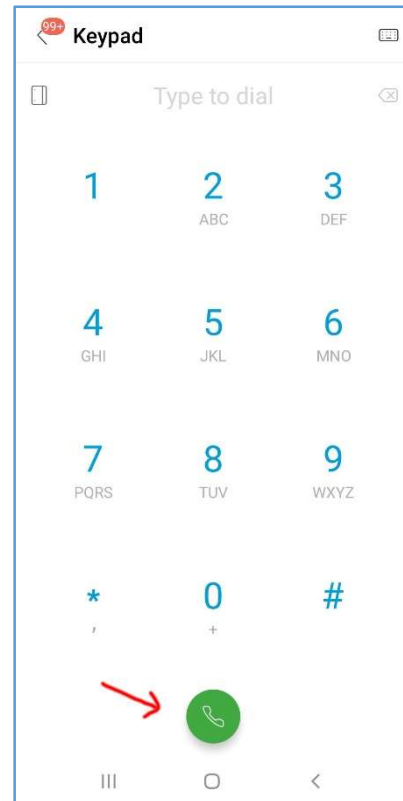 99+
Keypad
Type to dial
1 2 3
ABC DEF
4 5 6
GHI JKL MNO
7 8 9
PQRS TUV WXYZ
* 0 #
, +